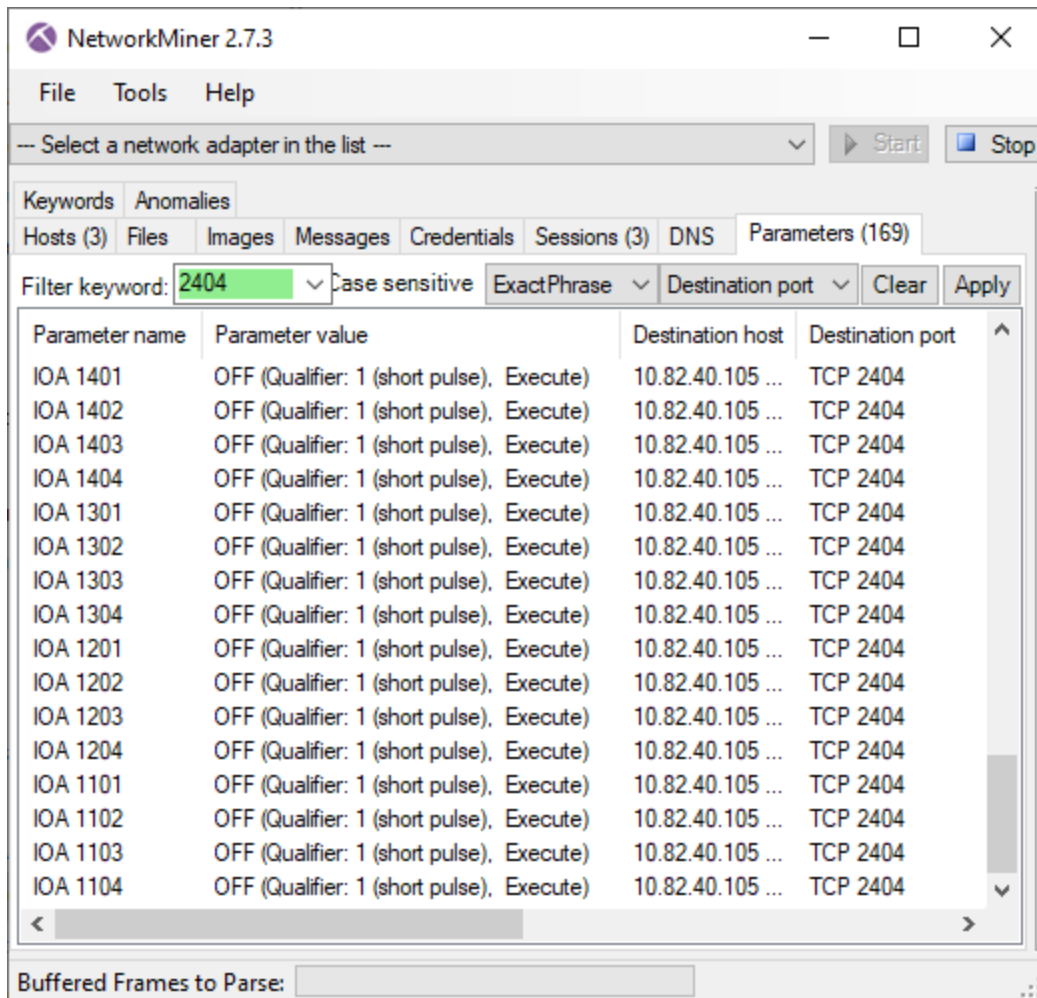 NetworkMiner 2.7.3
File Tools Help
--- Select a network adapter in the list --- Start Stop
Keywords Anomalies
Hosts (3) Files Images Messages Credentials Sessions (3) DNS Parameters (169)
Filter keyword: 2404 Case sensitive ExactPhrase Destination port Clear Apply
Parameter name Parameter value Destination host Destination port
IOA 1401 OFF (Qualifier: 1 (short pulse), Execute) 10.82.40.105 ... TCP 2404
IOA 1402 OFF (Qualifier: 1 (short pulse), Execute) 10.82.40.105 ... TCP 2404
IOA 1403 OFF (Qualifier: 1 (short pulse), Execute) 10.82.40.105 ... TCP 2404
IOA 1404 OFF (Qualifier: 1 (short pulse), Execute) 10.82.40.105 ... TCP 2404
IOA 1301 OFF (Qualifier: 1 (short pulse), Execute) 10.82.40.105 ... TCP 2404
IOA 1302 OFF (Qualifier: 1 (short pulse), Execute) 10.82.40.105 ... TCP 2404
IOA 1303 OFF (Qualifier: 1 (short pulse), Execute) 10.82.40.105 ... TCP 2404
IOA 1304 OFF (Qualifier: 1 (short pulse), Execute) 10.82.40.105 ... TCP 2404
IOA 1201 OFF (Qualifier: 1 (short pulse), Execute) 10.82.40.105 ... TCP 2404
IOA 1202 OFF (Qualifier: 1 (short pulse), Execute) 10.82.40.105 ... TCP 2404
IOA 1203 OFF (Qualifier: 1 (short pulse), Execute) 10.82.40.105 ... TCP 2404
IOA 1204 OFF (Qualifier: 1 (short pulse), Execute) 10.82.40.105 ... TCP 2404
IOA 1101 OFF (Qualifier: 1 (short pulse), Execute) 10.82.40.105 ... TCP 2404
IOA 1102 OFF (Qualifier: 1 (short pulse), Execute) 10.82.40.105 ... TCP 2404
IOA 1103 OFF (Qualifier: 1 (short pulse), Execute) 10.82.40.105 ... TCP 2404
IOA 1104 OFF (Qualifier: 1 (short pulse), Execute) 10.82.40.105 ... TCP 2404
Buffered Frames to Parse: